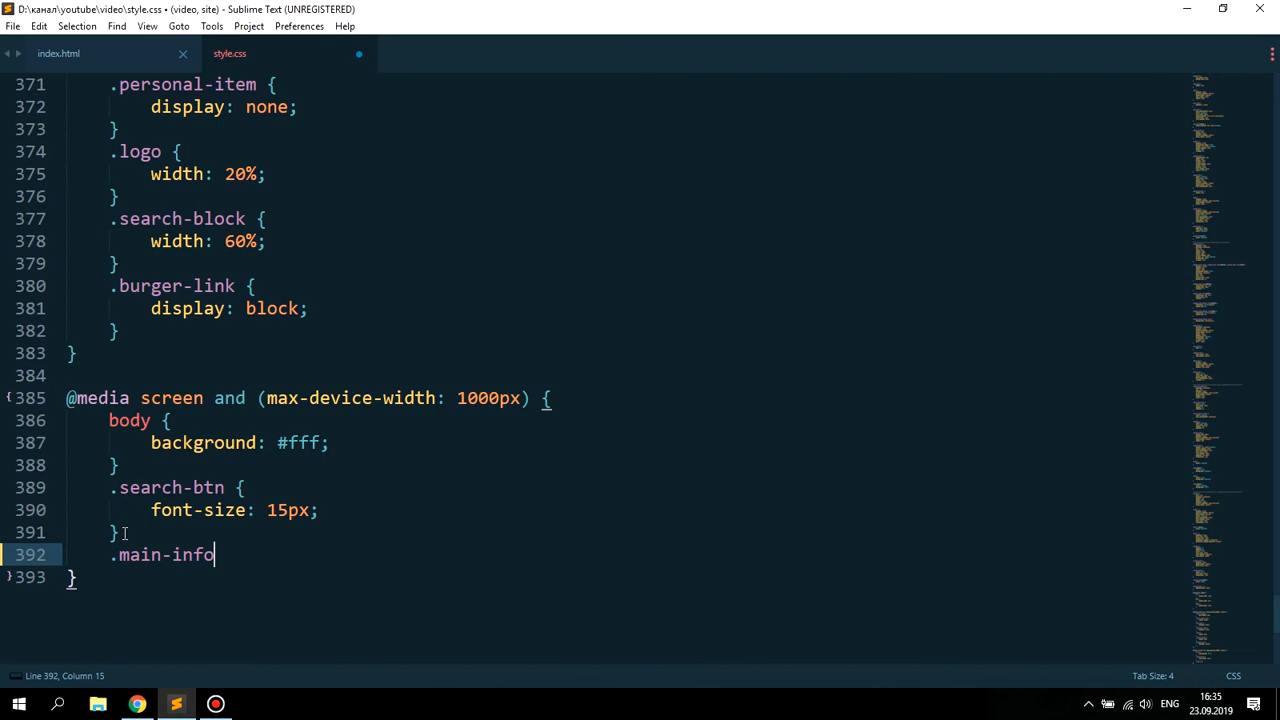 D:\канал\youtube\video\style.css • (video, site) - Sublime Text (UNREGISTERED)
File Edit Selection Find View Goto Tools Project Preferences Help
index.html style.css
371 .personal-item {
372 display: none;
373 }
374 .logo {
375 width: 20%;
376 }
377 .search-block {
378 width: 60%;
379 }
380 .burger-link {
381 display: block;
382 }
383 }
384
385 @media screen and (max-device-width: 1000px) {
386 body {
387 background: #fff;
388 }
389 .search-btn {
390 font-size: 15px;
391 }
392 .main-info
393 }
Line 392, Column 15 Tab Size: 4 CSS
ENG 16:35
23.09.2019